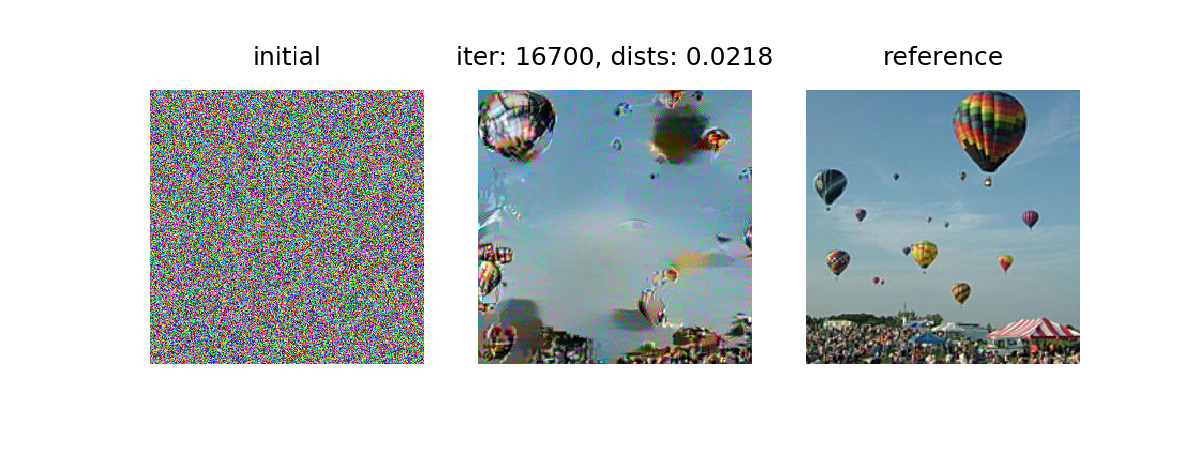 initial
iter: 16700, dists: 0.0218
reference